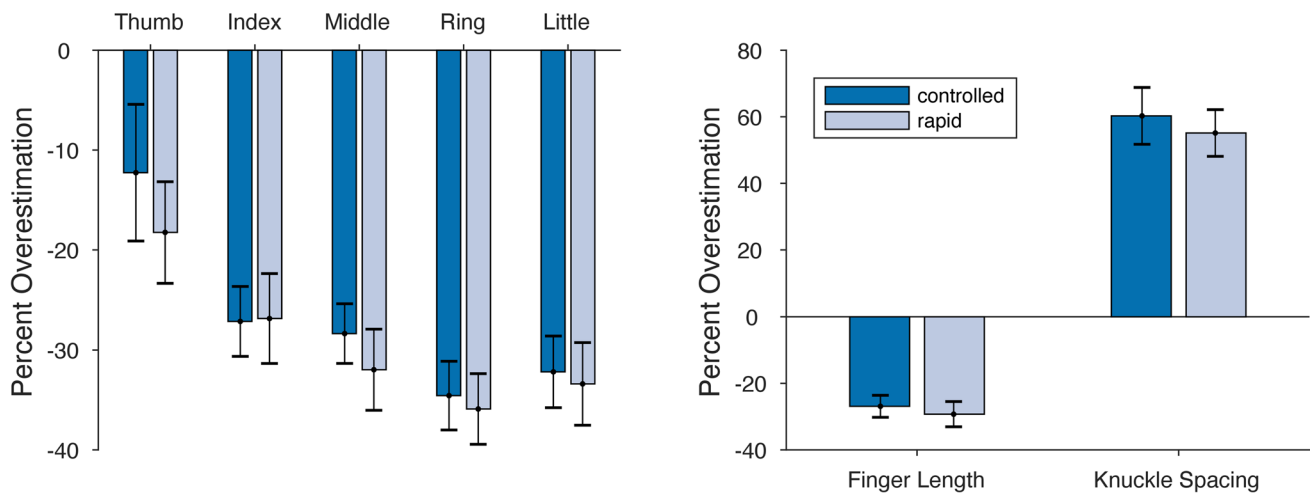 Thumb Index Middle Ring Little
0
-10
-20
-30
-40
Percent Overestimation
80
60
40
20
0
-20
-40
Percent Overestimation
controlled
rapid
Finger Length Knuckle Spacing